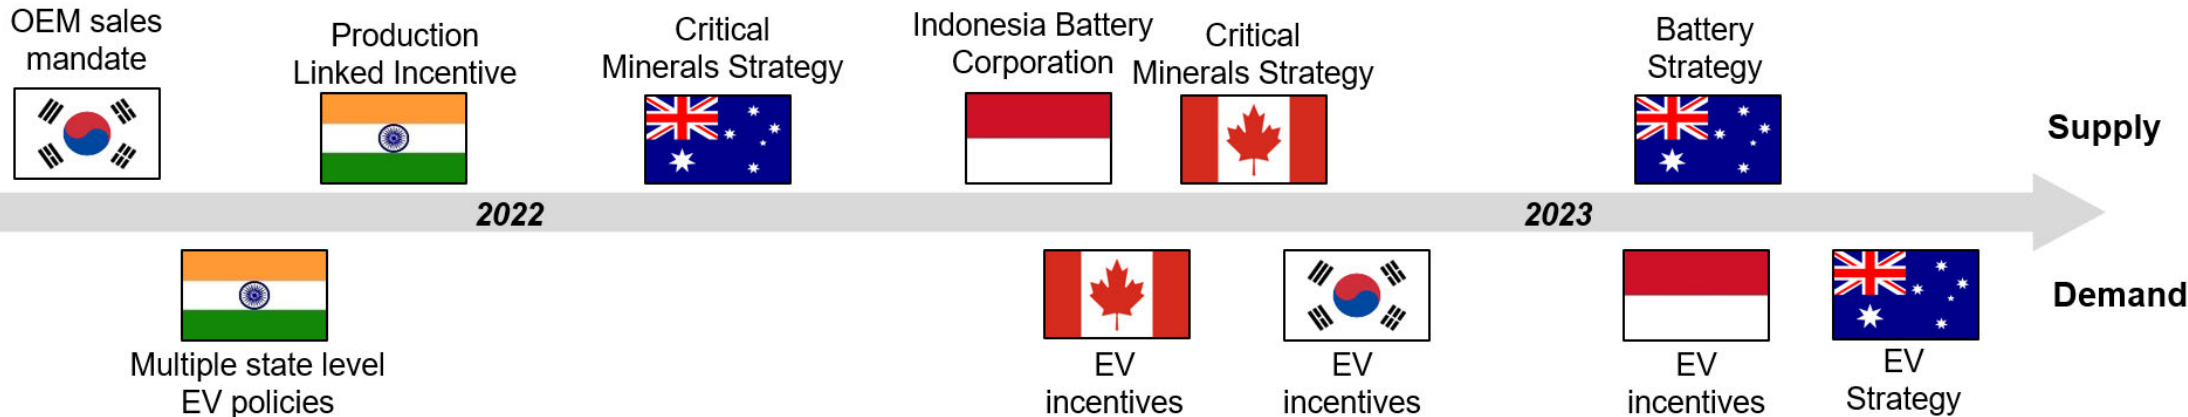 OEM sales
mandate
Production
Linked Incentive
Critical
Minerals Strategy
Indonesia Battery
Corporation
Critical
Minerals Strategy
Battery
Strategy
Supply
2022
2023
Demand
Multiple state level
EV policies
EV
incentives
EV
incentives
EV
incentives
EV
Strategy